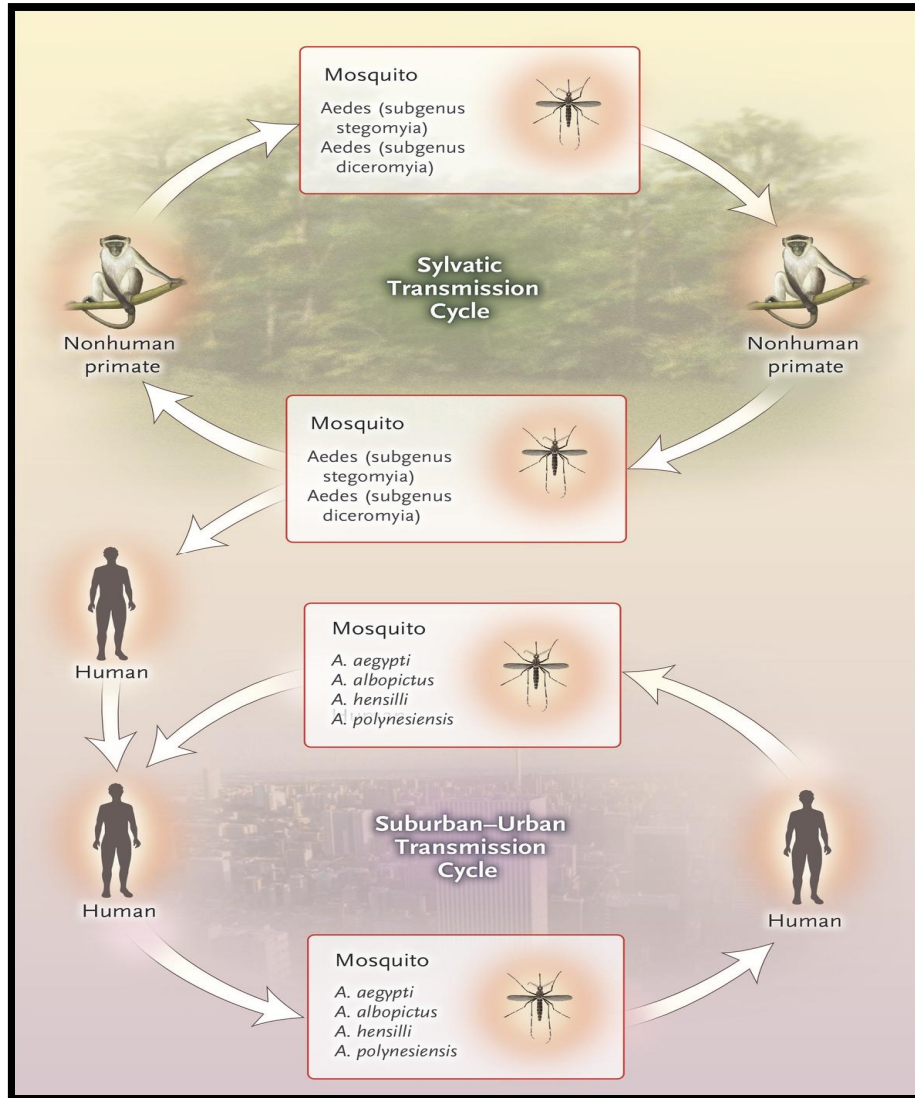 Mosquito
Aedes (subgenus
stegomyia)
Aedes (subgenus
diceromyia)
Sylvatic
Transmission
Cycle
Nonhuman
primate
Nonhuman
primate
Mosquito
Aedes (subgenus
stegomyia)
Aedes (subgenus
diceromyia)
Human
Mosquito
A. aegypti
A. albopictus
A. hensilli
A. polynesiensis
Human
Suburban–Urban
Transmission
Cycle
Human
Mosquito
A. aegypti
A. albopictus
A. hensilli
A. polynesiensis